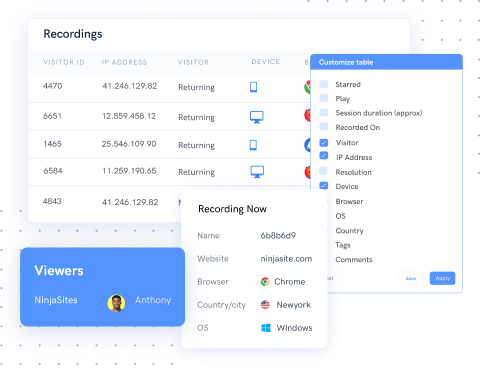 Recordings
VISITOR ID IP ADDRESS VISITOR DEVICE B
4470 41.246.129.82 Returning
6651 12.859.458.12 Returning
1465 25.546.109.90 Returning
6584 11.259.190.65 Returning
4843 41.246.129.82
Customize table
Starred
Play
Session duration (approx)
Recorded On
Visitor
IP Address
Resolution
Device
Browser
OS
Country
Tags
Comments
Save Apply
Recording Now
Name 6b8b6d9
Website ninjasite.com
Browser Chrome
Country/city Newyork
OS Windows
Viewers
NinjaSites Anthony